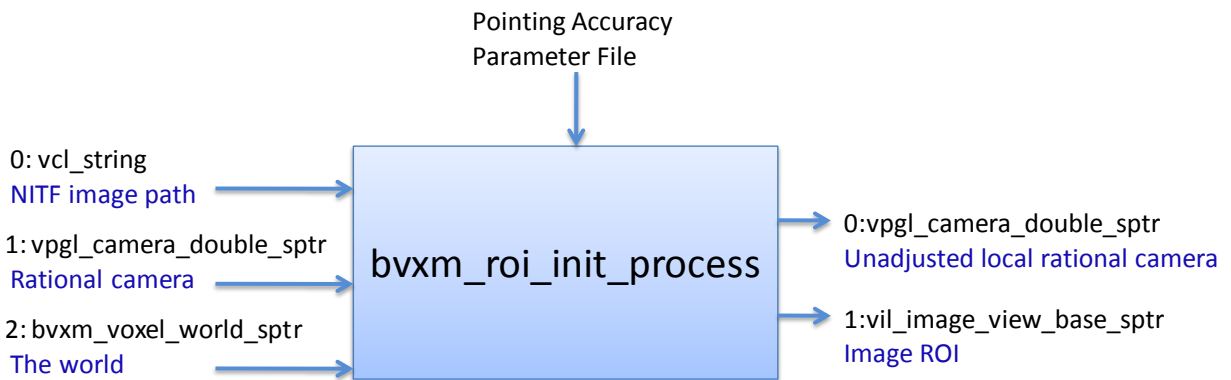 Pointing Accuracy
Parameter File
0: vcl_string
NITF image path
1: vpgl_camera_double_sptr
Rational camera
2: bvxm_voxel_world_sptr
The world
bvxm_roi_init_process
0:vpgl_camera_double_sptr
Unadjusted local rational camera
1:vil_image_view_base_sptr
Image ROI